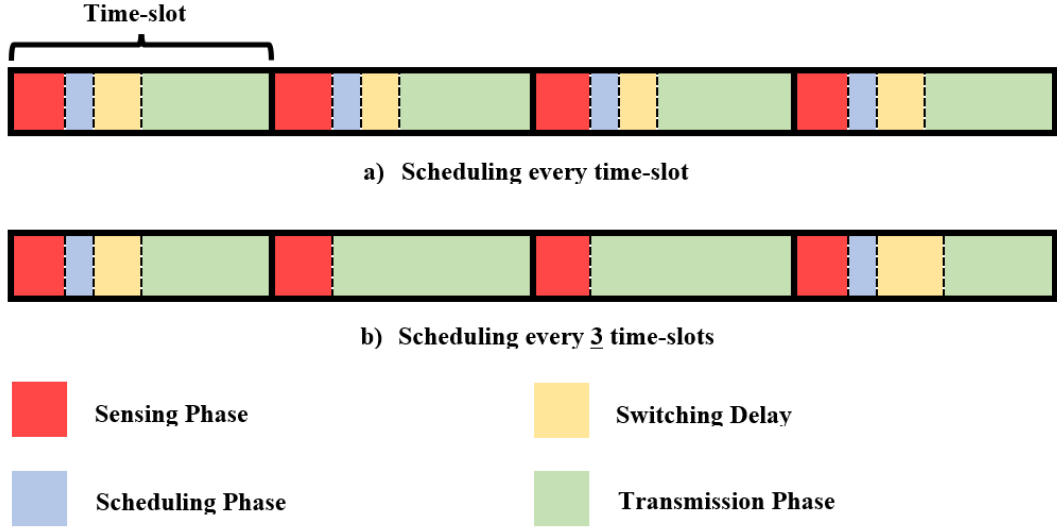 Time-slot
a) Scheduling every time-slot
b) Scheduling every 3 time-slots
Sensing Phase
Switching Delay
Scheduling Phase
Transmission Phase